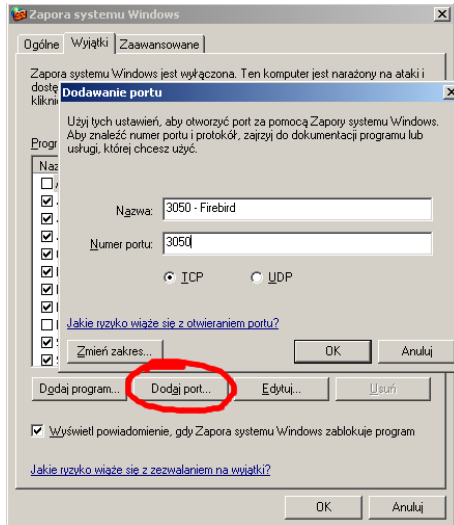 Zapora systemu Windows
Ogólne Wyjątki Zaawansowane
Zapora systemu Windows jest wyłączona. Ten komputer jest narażony na ataki i
Dodawanie portu
Użyj tych ustawień, aby otworzyć port za pomocą Zapory systemu Windows.
Aby znaleźć numer portu i protokół, zajrzyj do dokumentacji programu lub
usługi, której chcesz użyć.
Nazwa: 3050 - Firebird
Numer portu: 3050
TCP UDP
Jakie ryzyko wiąże się z otwieraniem portu?
Zmień zakres... OK Anuluj
Dodaj program... Dodaj port... Edytuj... Usuń
Wyświetl powiadomienie, gdy Zapora systemu Windows zablokuje program
Jakie ryzyko wiąże się z zezwalaniem na wyjątki?
OK Anuluj